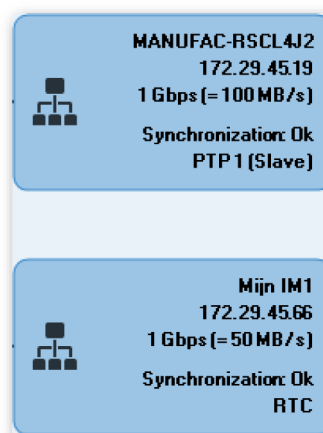 MANUFAC-RSCL4J2
172.29.45.19
1 Gbps (= 100 MB/s)
Synchronization: Ok
PTP 1 (Slave)
Mijn IM1
172.29.45.66
1 Gbps (= 50 MB/s)
Synchronization: Ok
RTC